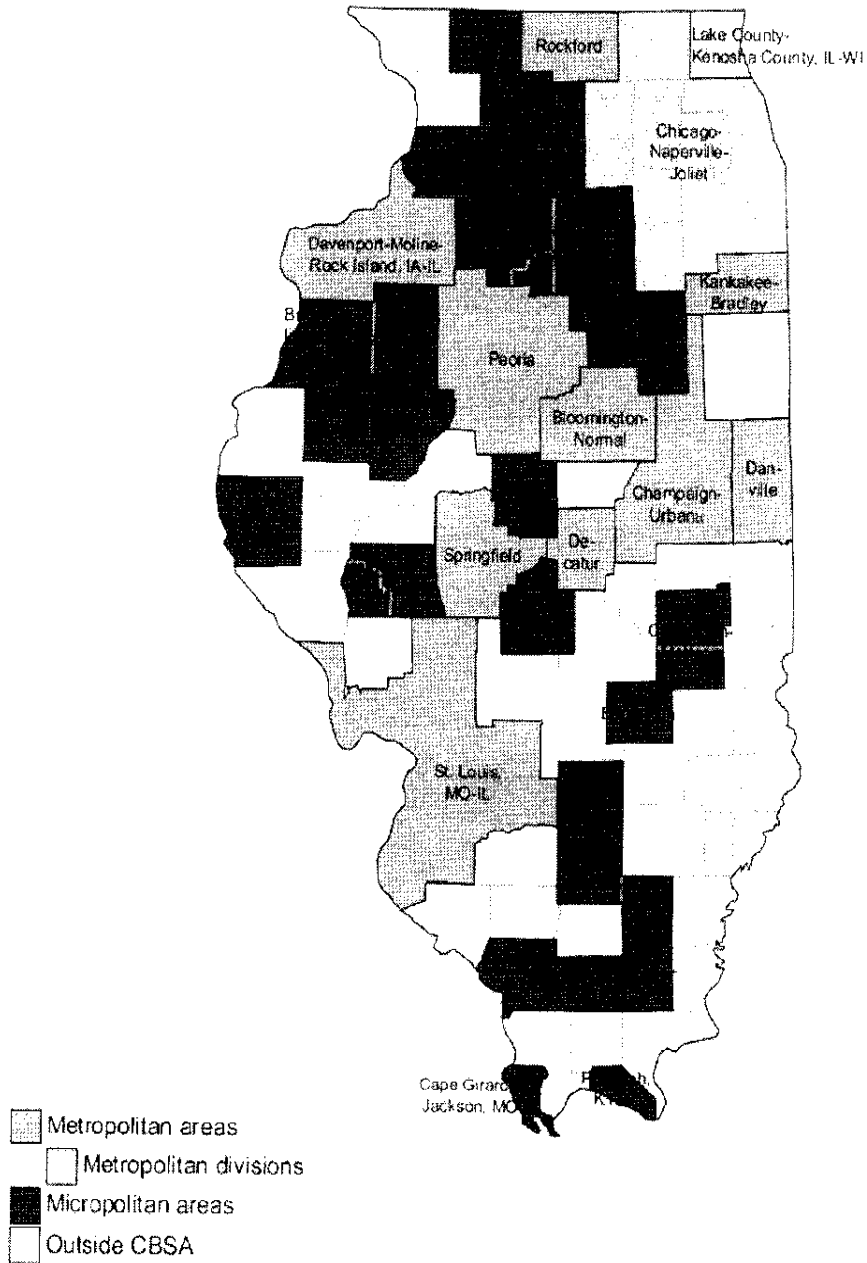 Rockford
Lake County-
Kenosha County, IL-WI
Chicago-
Naperville-
Joliet
Davenport-Moline-
Rock Island, IA-IL
Kankakee-
Bradley
Peoria
Bloomington-
Normal
Dan-
ville
Champaign-
Urbana
Springfield
De-
catur
St. Louis,
MO-IL
Cape
Jackson, MO
Metropolitan areas
Metropolitan divisions
Micropolitan areas
Outside CBSA